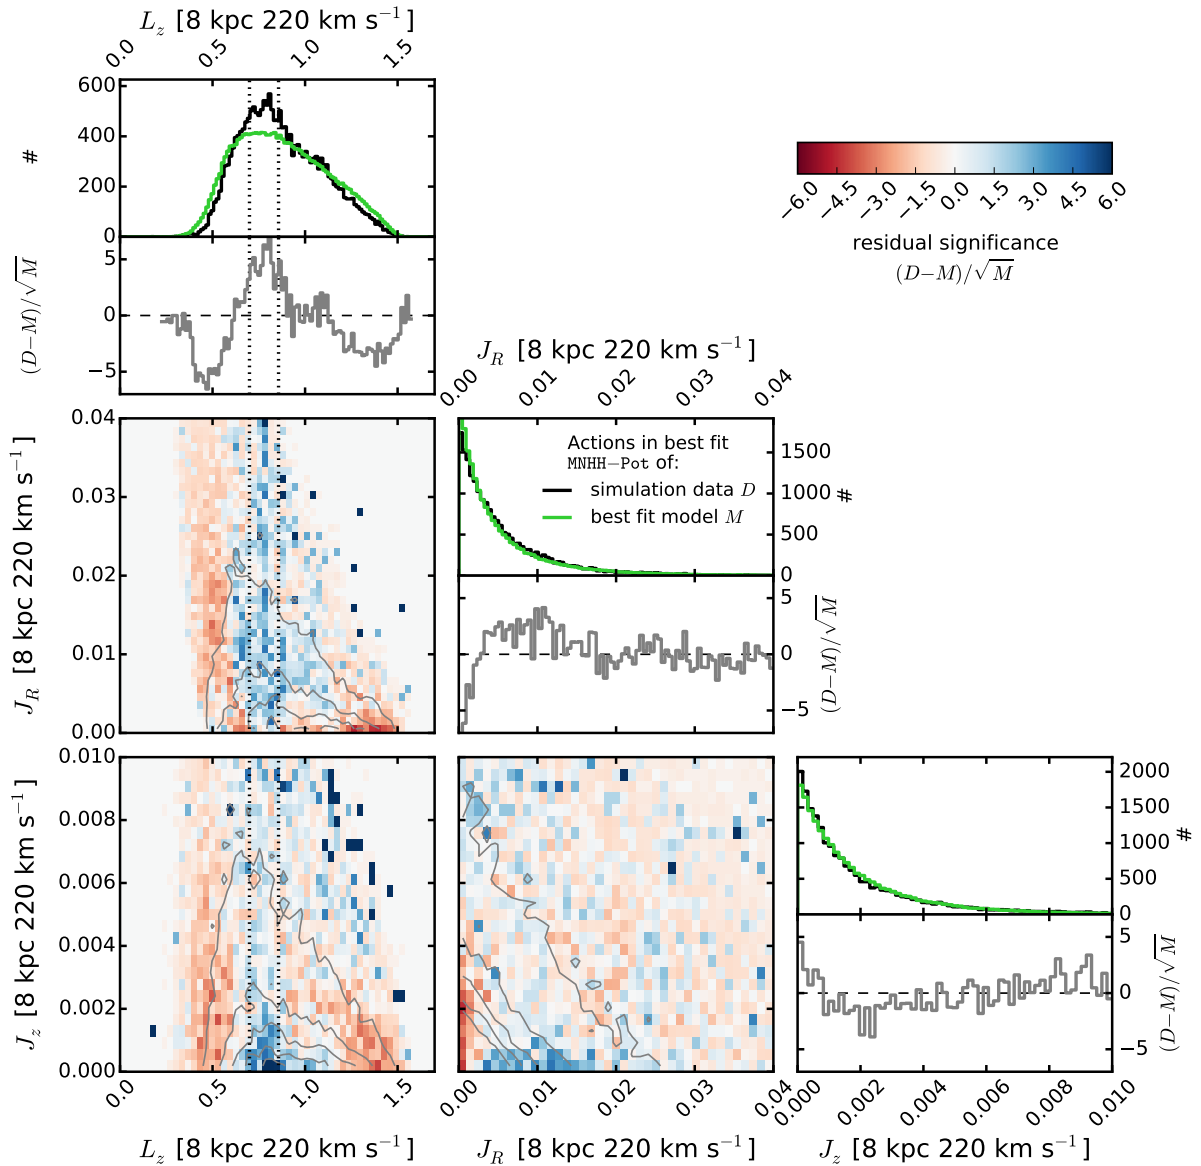 L_z [8 kpc 220 km s⁻¹]
0.0 0.5 1.0 1.5
600
400
200
0
#
5
0
−5
(D−M)/√M
−6.0 −4.5 −3.0 −1.5 0.0 1.5 3.0 4.5 6.0
residual significance
(D−M)/√M
J_R [8 kpc 220 km s⁻¹]
0.00 0.01 0.02 0.03 0.04
0.04
0.03
0.02
0.01
0.00
J_R [8 kpc 220 km s⁻¹]
Actions in best fit
MNHH−Pot of:
simulation data D
best fit model M
1500
1000
500
0
#
5
0
−5
(D−M)/√M
0.010
0.008
0.006
0.004
0.002
0.000
J_z [8 kpc 220 km s⁻¹]
2000
1500
1000
500
0
#
5
0
−5
(D−M)/√M
0.0 0.5 1.0 1.5
0.00 0.01 0.02 0.03 0.04
0.000 0.002 0.004 0.006 0.008 0.010
L_z [8 kpc 220 km s⁻¹]
J_R [8 kpc 220 km s⁻¹]
J_z [8 kpc 220 km s⁻¹]